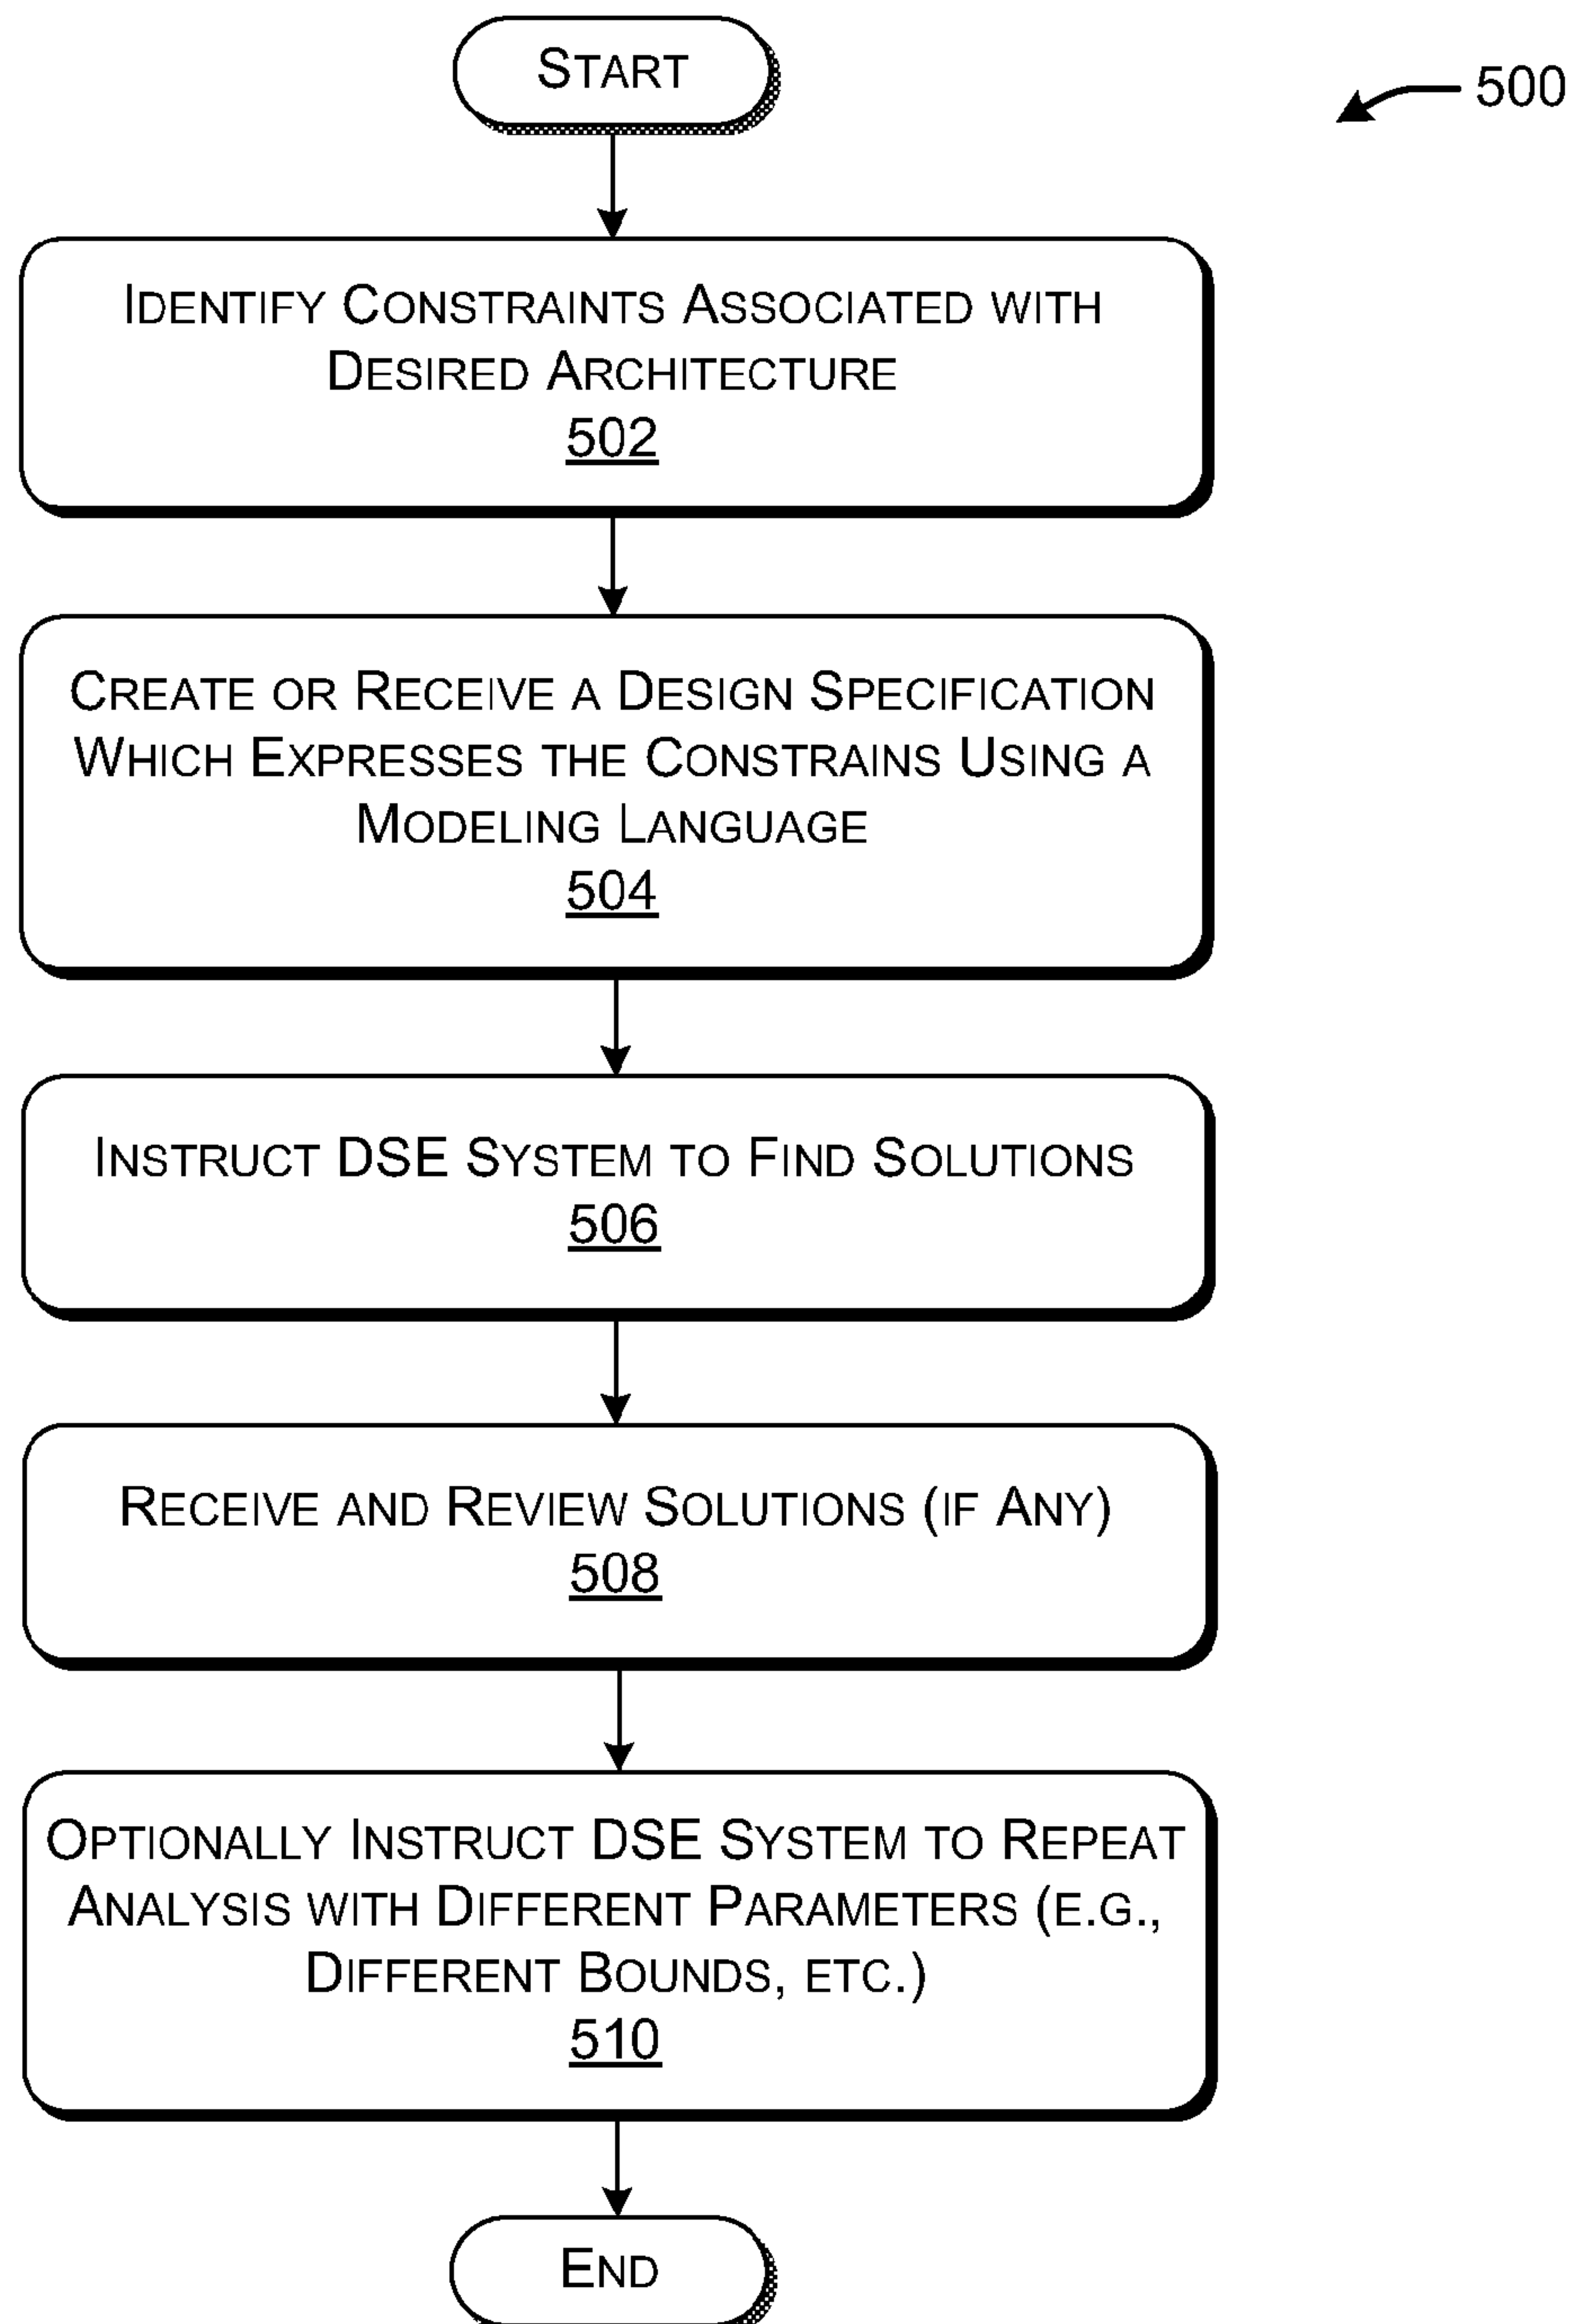 START
500
IDENTIFY CONSTRAINTS ASSOCIATED WITH
DESIRED ARCHITECTURE
502
CREATE OR RECEIVE A DESIGN SPECIFICATION
WHICH EXPRESSES THE CONSTRAINS USING A
MODELING LANGUAGE
504
INSTRUCT DSE SYSTEM TO FIND SOLUTIONS
506
RECEIVE AND REVIEW SOLUTIONS (IF ANY)
508
OPTIONALLY INSTRUCT DSE SYSTEM TO REPEAT
ANALYSIS WITH DIFFERENT PARAMETERS (E.G.,
DIFFERENT BOUNDS, ETC.)
510
END